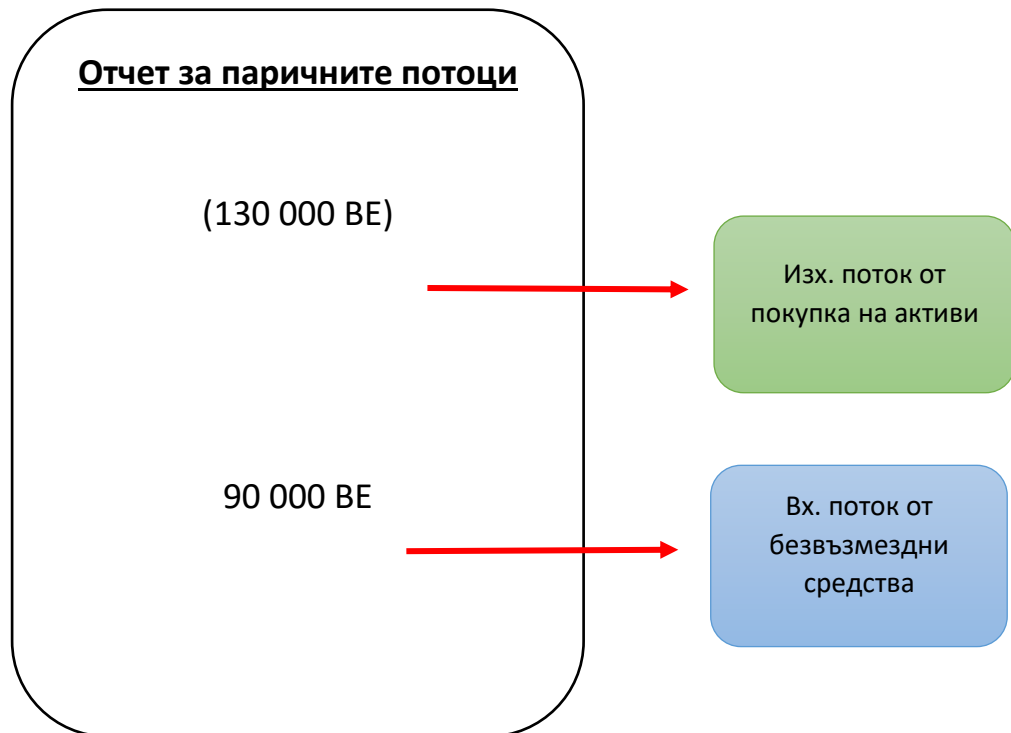 Отчет за паричните потоци
(130 000 ВЕ)
Изх. поток от
покупка на активи
90 000 ВЕ
Вх. поток от
безвъзмездни
средства